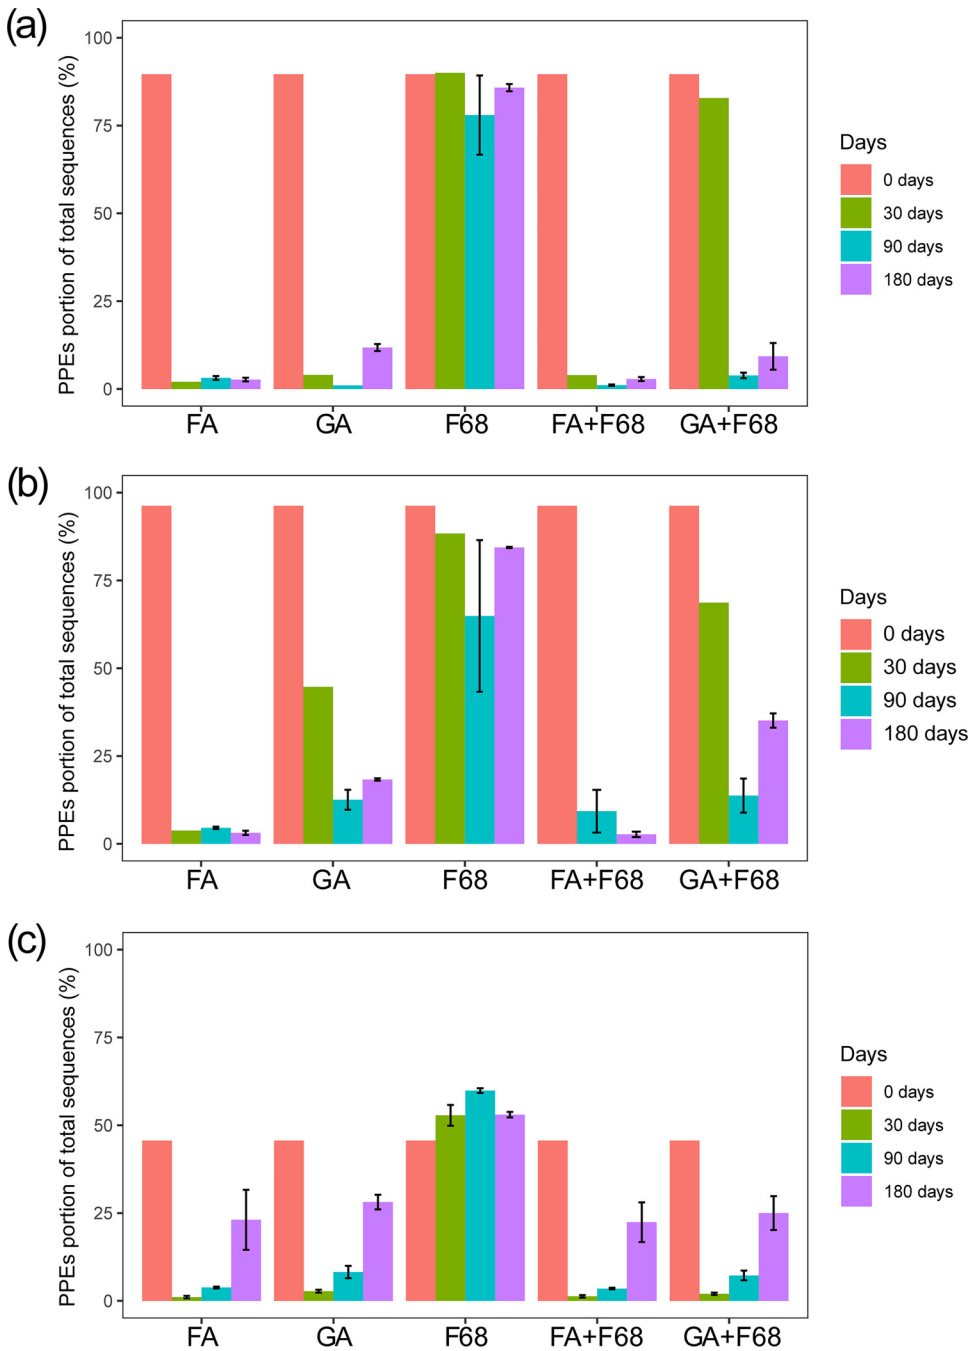 (a)
PPEs portion of total sequences (%)
100
75
50
25
0
FA GA F68 FA+F68 GA+F68
Days
0 days
30 days
90 days
180 days
(b)
PPEs portion of total sequences (%)
100
75
50
25
0
FA GA F68 FA+F68 GA+F68
Days
0 days
30 days
90 days
180 days
(c)
PPEs portion of total sequences (%)
100
75
50
25
0
FA GA F68 FA+F68 GA+F68
Days
0 days
30 days
90 days
180 days